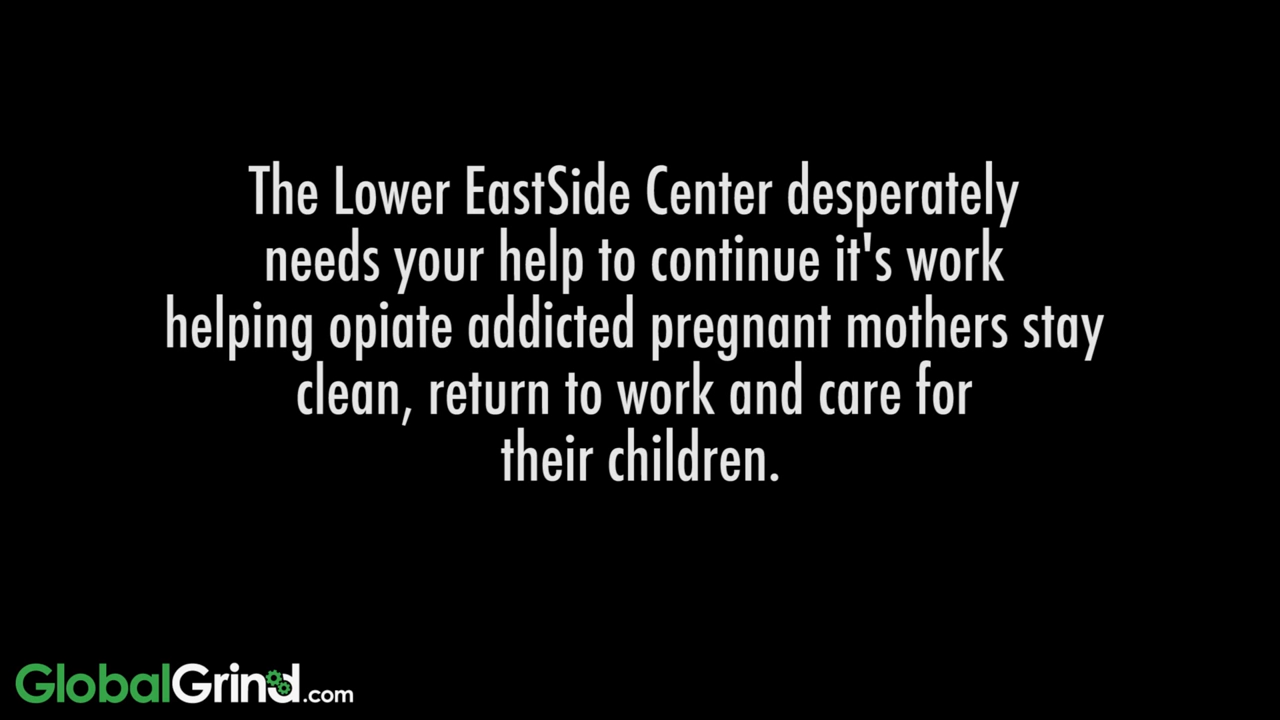 The Lower EastSide Center desperately
needs your help to continue it's work
helping opiate addicted pregnant mothers stay
clean, return to work and care for
their children.
GlobalGrind.com